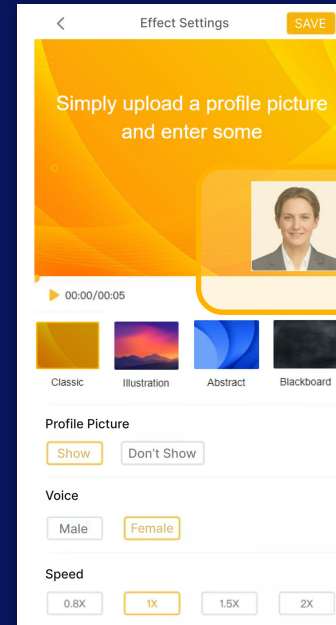 Effect Settings SAVE
Simply upload a profile picture
and enter some
00:00/00:05
Classic Illustration Abstract Blackboard
Profile Picture
Show Don't Show
Voice
Male Female
Speed
0.8X 1X 1.5X 2X